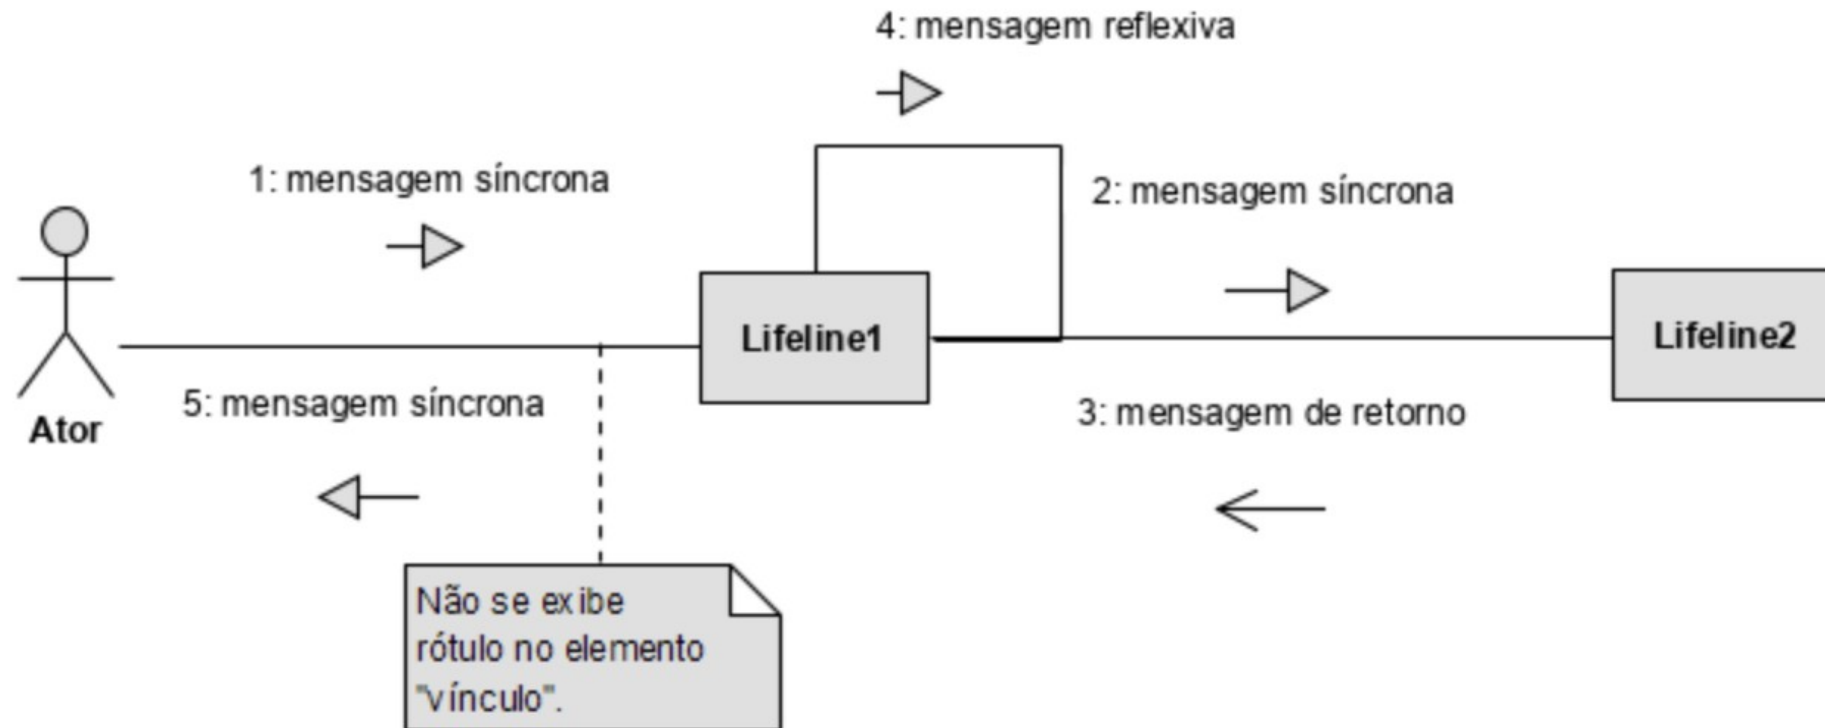 4: mensagem reflexiva
1: mensagem síncrona
2: mensagem síncrona
Lifeline1
Lifeline2
5: mensagem síncrona
3: mensagem de retorno
Ator
Não se exibe
rótulo no elemento
"vínculo".